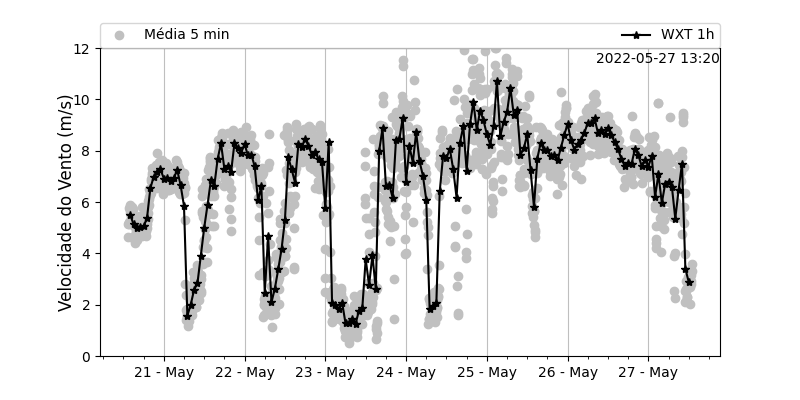 Média 5 min
WXT 1h
2022-05-27 13:20
Velocidade do Vento (m/s)
12
10
8
6
4
2
0
21 - May
22 - May
23 - May
24 - May
25 - May
26 - May
27 - May